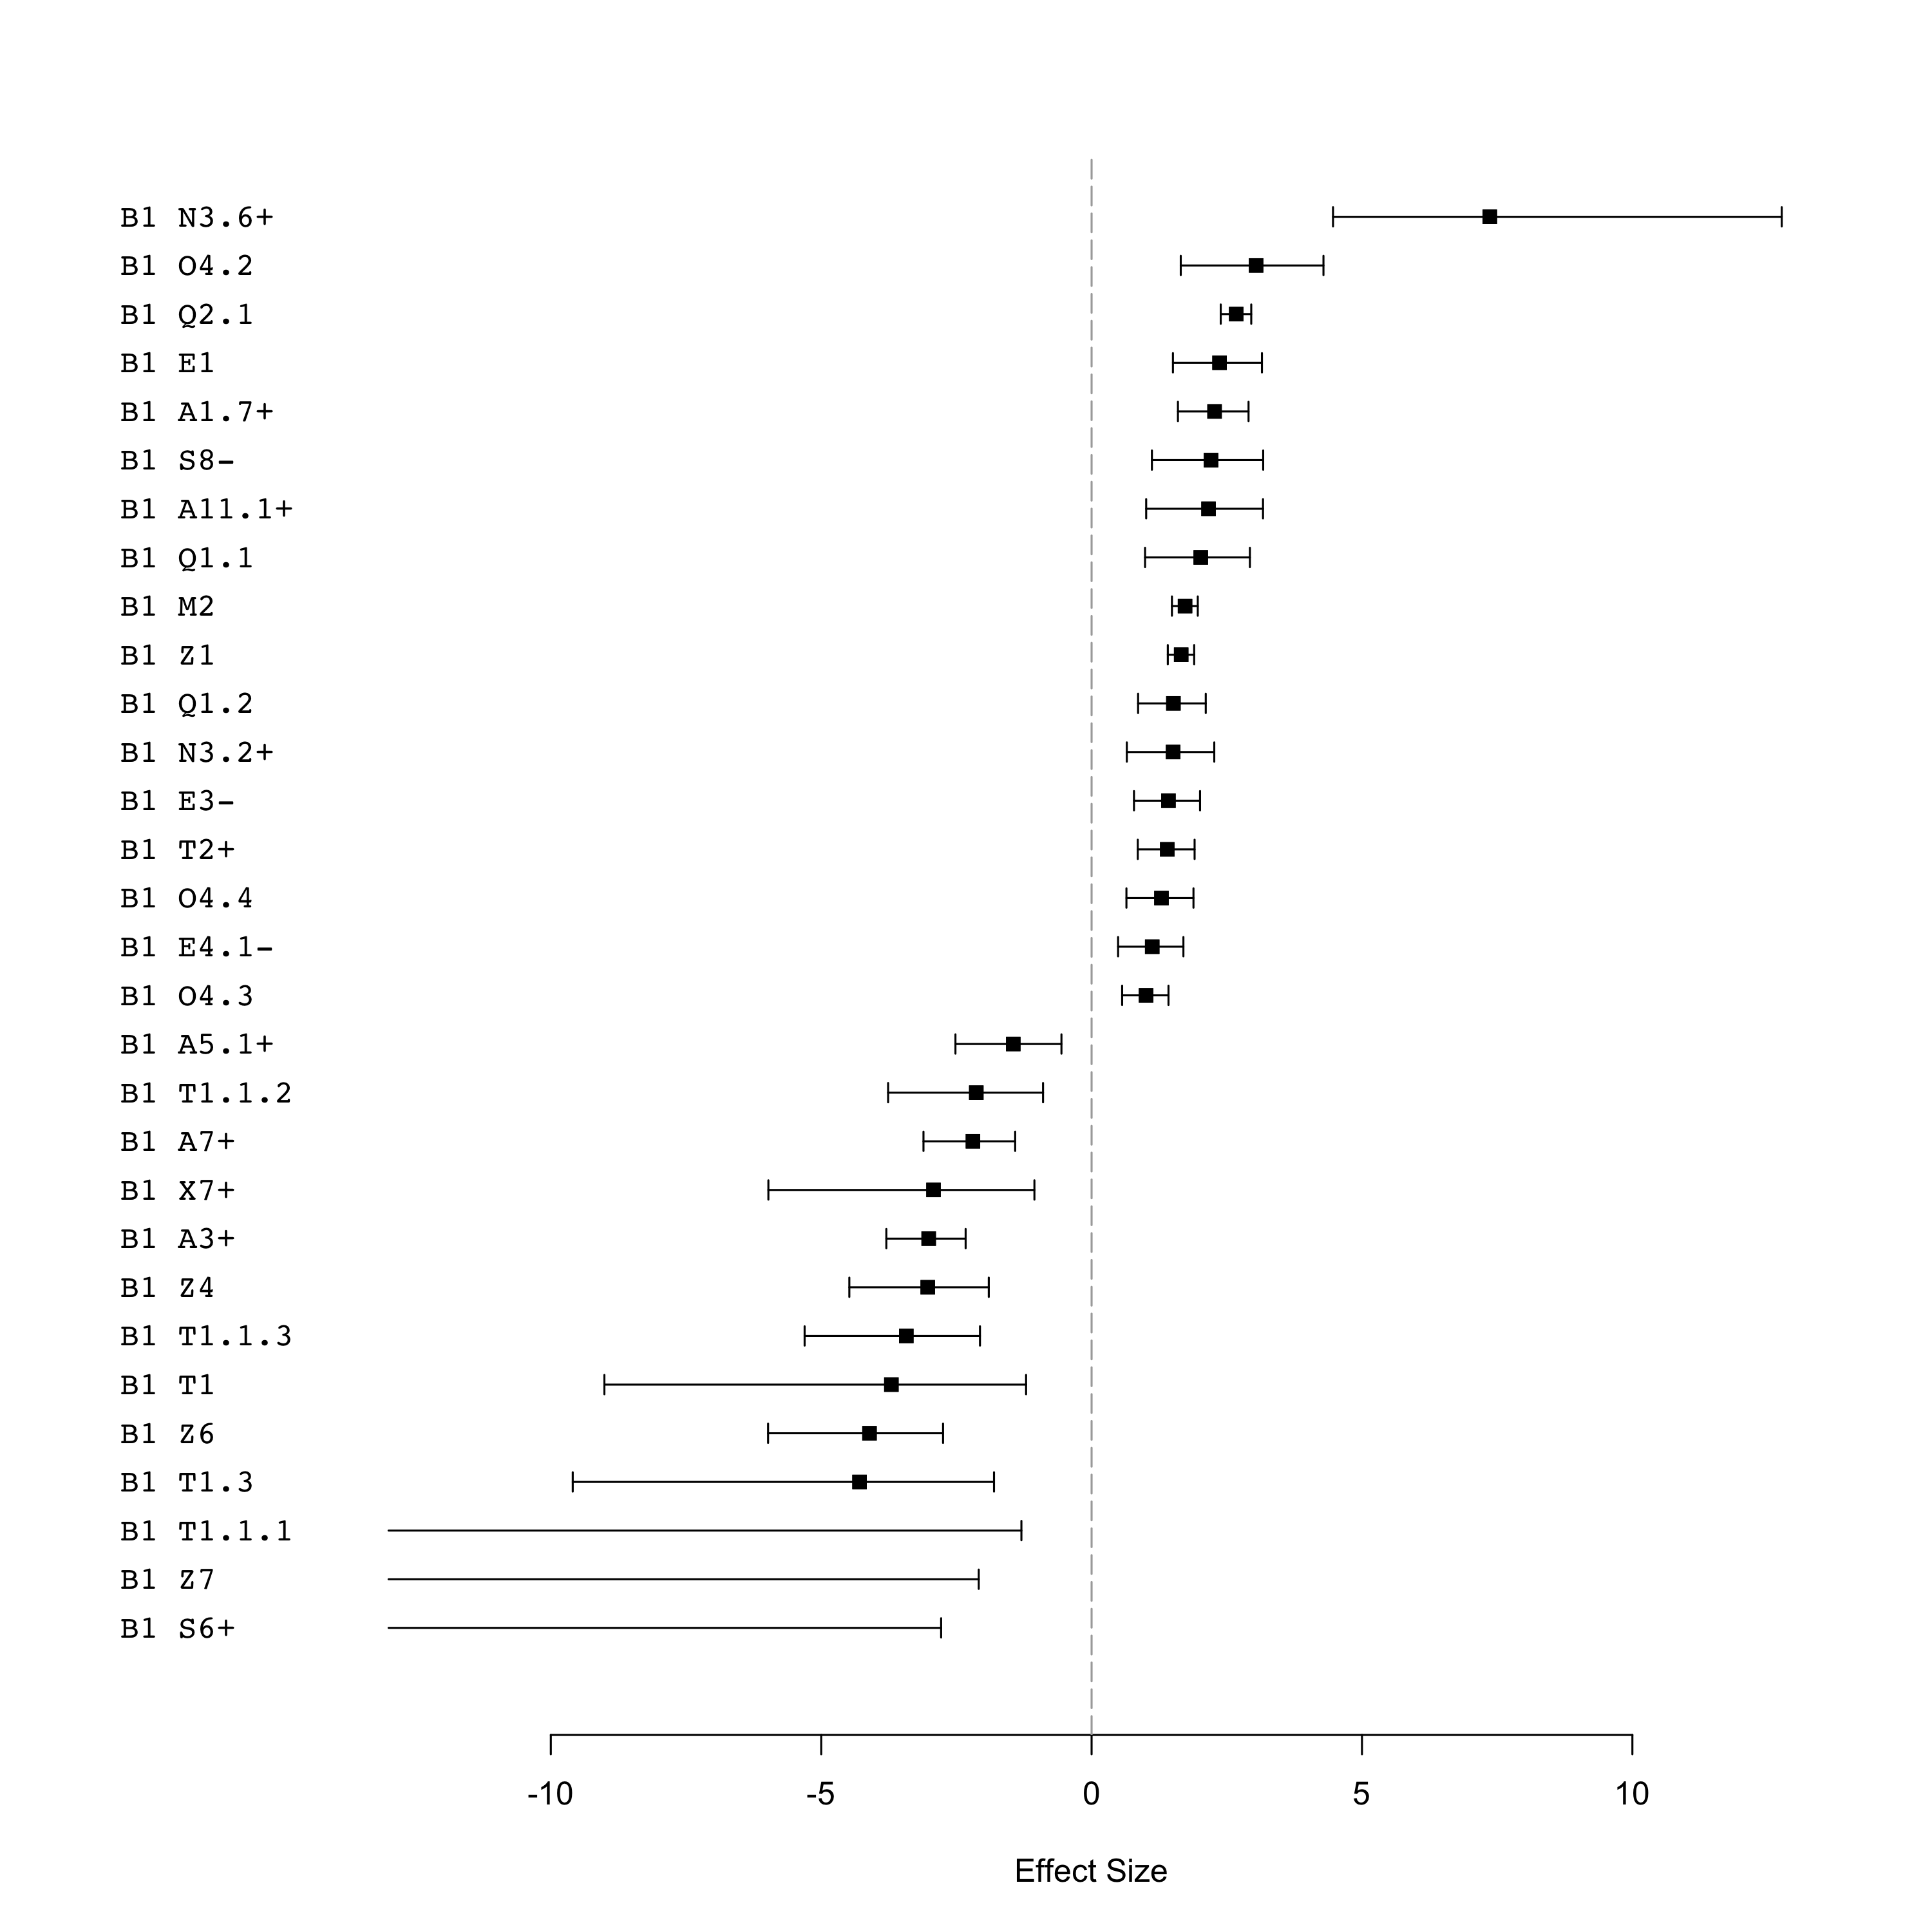 B1 N3.6+
B1 O4.2
B1 Q2.1
B1 E1
B1 A1.7+
B1 S8-
B1 A11.1+
B1 Q1.1
B1 M2
B1 Z1
B1 Q1.2
B1 N3.2+
B1 E3-
B1 T2+
B1 O4.4
B1 E4.1-
B1 O4.3
B1 A5.1+
B1 T1.1.2
B1 A7+
B1 X7+
B1 A3+
B1 Z4
B1 T1.1.3
B1 T1
B1 Z6
B1 T1.3
B1 T1.1.1
B1 Z7
B1 S6+
-10 -5 0 5 10
Effect Size